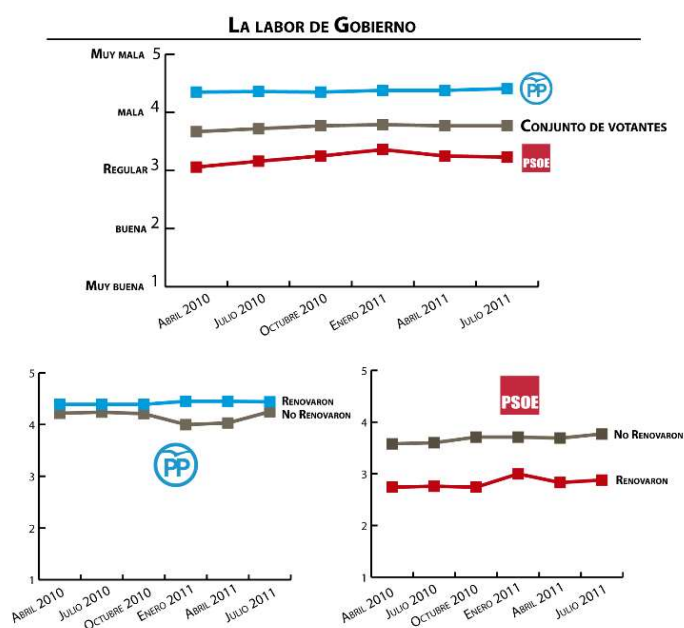 La labor de Gobierno
Muy mala 5
mala 4
Regular 3
buena 2
Muy buena 1
PP
Conjunto de votantes
PSOE
Abril 2010
Julio 2010
Octubre 2010
Enero 2011
Abril 2011
Julio 2011
5
4
3
2
1
Renovaron
No Renovaron
PP
Abril 2010
Julio 2010
Octubre 2010
Enero 2011
Abril 2011
Julio 2011
5
4
3
2
1
PSOE
No Renovaron
Renovaron
Abril 2010
Julio 2010
Octubre 2010
Enero 2011
Abril 2011
Julio 2011